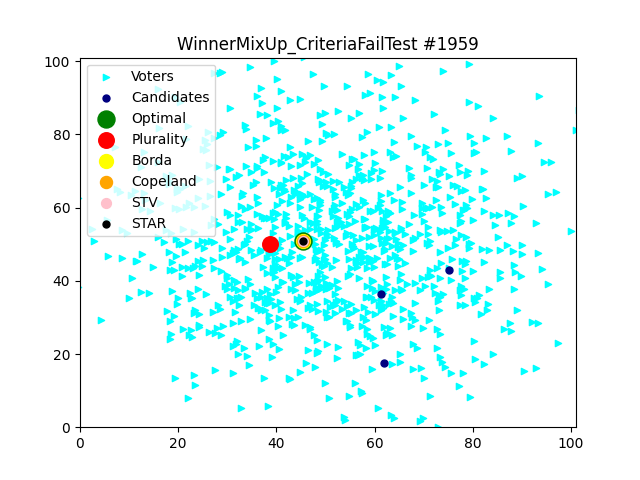 WinnerMixUp_CriteriaFailTest #1959
100
80
60
40
20
0
Voters
Candidates
Optimal
Plurality
Borda
Copeland
STV
STAR
0 20 40 60 80 100